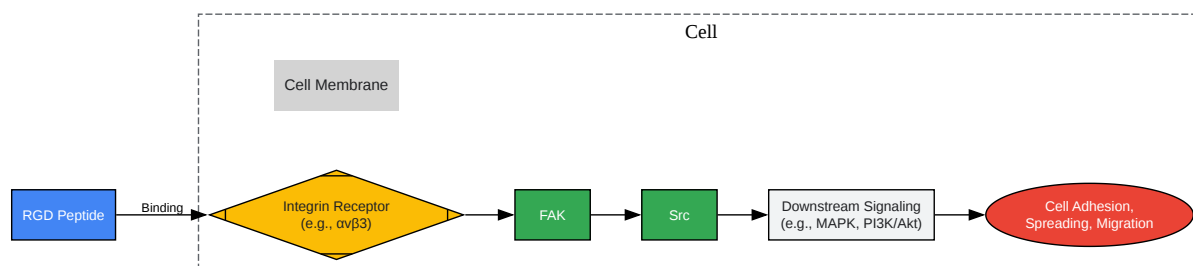 Cell
Cell Membrane
RGD Peptide
Binding
Integrin Receptor
(e.g., αvβ3)
FAK
Src
Downstream Signaling
(e.g., MAPK, PI3K/Akt)
Cell Adhesion,
Spreading, Migration